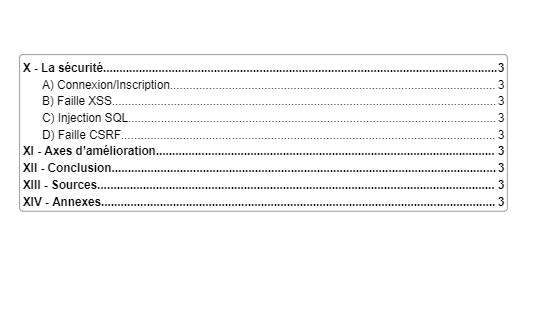 X - La sécurité........................................................................................................................3
A) Connexion/Inscription.................................................................................................. 3
B) Faille XSS.................................................................................................................... 3
C) Injection SQL............................................................................................................... 3
D) Faille CSRF................................................................................................................. 3
XI - Axes d'amélioration........................................................................................................ 3
XII - Conclusion.....................................................................................................................3
XIII - Sources......................................................................................................................... 3
XIV - Annexes........................................................................................................................ 3